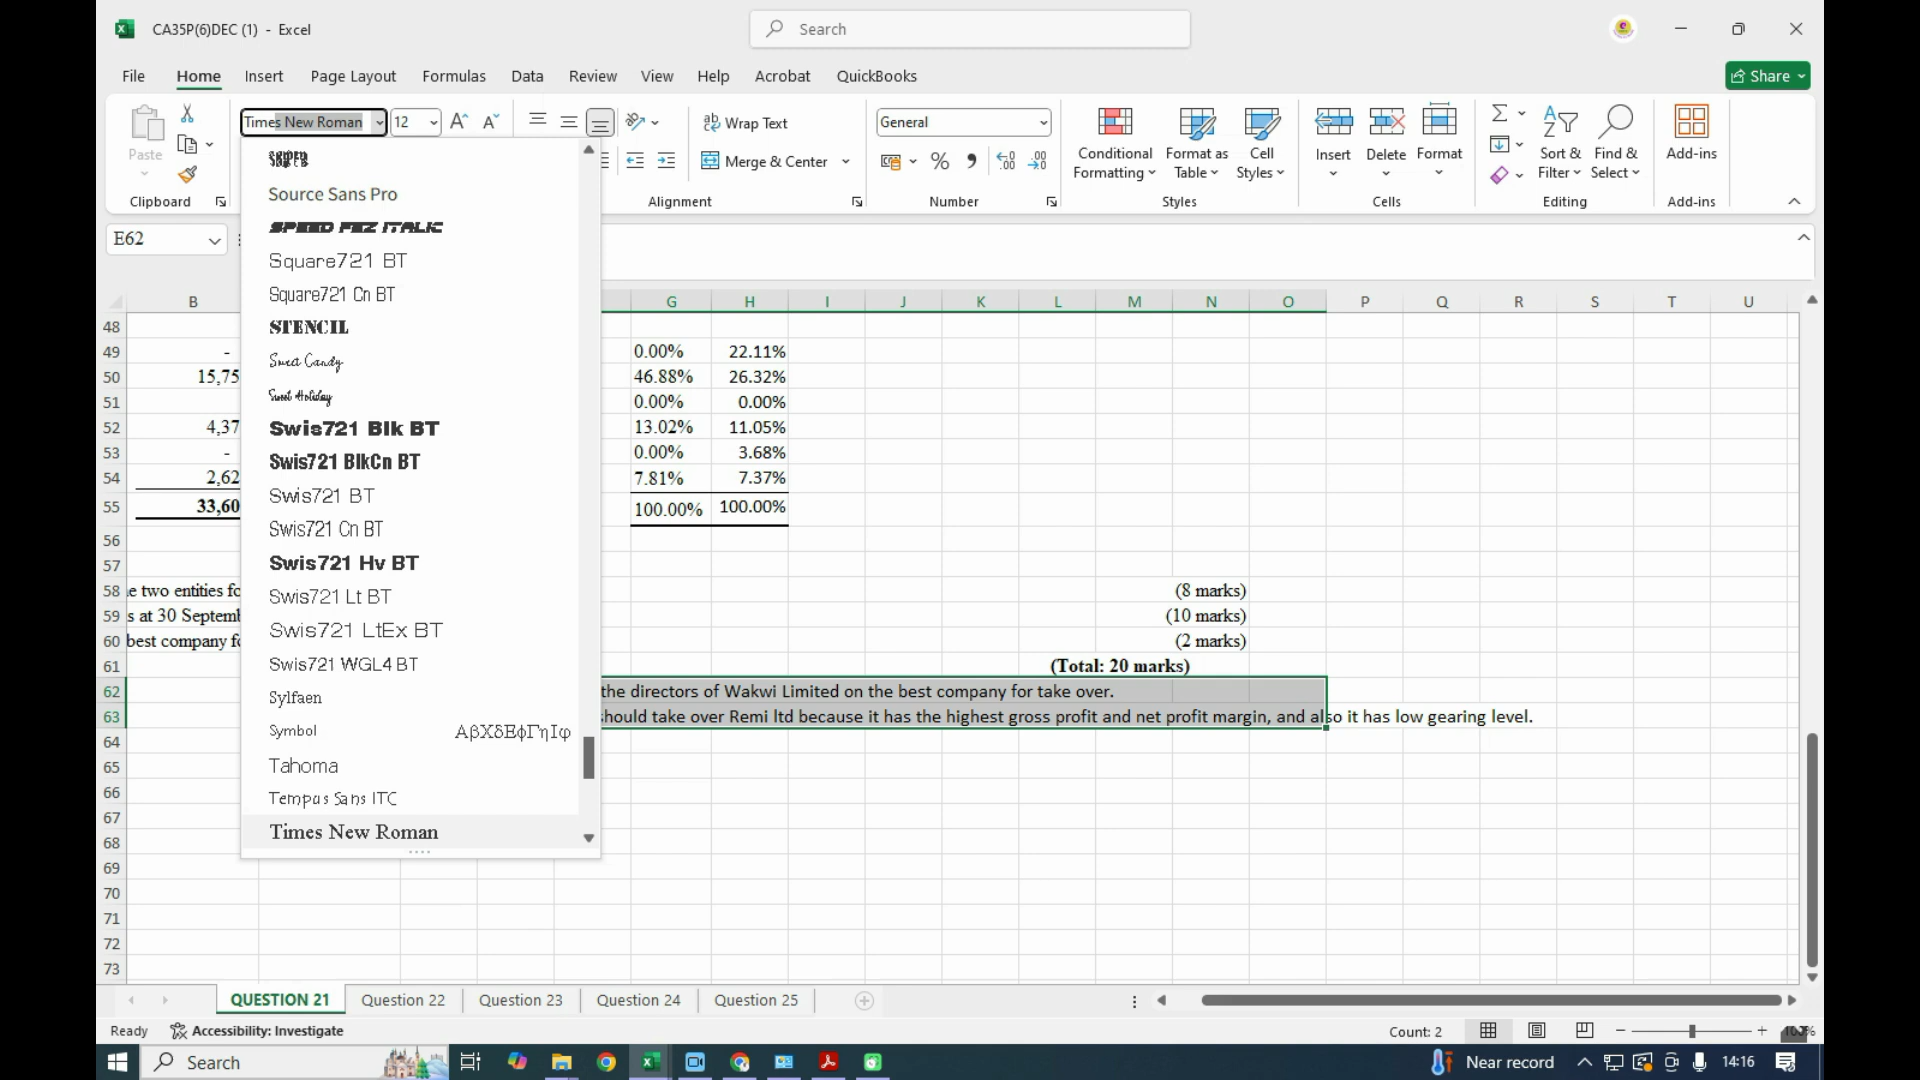 CA35P(6)DEC (1) - Excel
Search
File Home Insert Page Layout Formulas Data Review View Help Acrobat QuickBooks
Share
Times New Roman 12
Wrap Text
General
Paste
Merge & Center
Conditional Formatting
Format as Table
Cell Styles
Insert
Delete
Format
Sort & Filter
Find & Select
Add-ins
Clipboard
Alignment
Number
Styles
Cells
Editing
Add-ins
E62
Source Sans Pro
SPEED FEZ ITALIC
Square721 BT
Square721 Cn BT
STENCIL
Sweet Candy
Sweet Holiday
Swis721 Blk BT
Swis721 BlkCn BT
Swis721 BT
Swis721 Cn BT
Swis721 Hv BT
Swis721 Lt BT
Swis721 LtEx BT
Swis721 WGL4 BT
Sylfaen
Symbol ΑβΧδΕφΓηΙφ
Tahoma
Tempus Sans ITC
Times New Roman
B G H I J K L M N O P Q R S T U
48
49 - 0.00% 22.11%
50 15,75 46.88% 26.32%
51 0.00% 0.00%
52 4,37 13.02% 11.05%
53 - 0.00% 3.68%
54 2,62 7.81% 7.37%
55 33,60 100.00% 100.00%
56
57
58 e two entities fo (8 marks)
59 s at 30 Septemb (10 marks)
60 best company fo (2 marks)
61 (Total: 20 marks)
62 the directors of Wakwi Limited on the best company for take over.
63 should take over Remi ltd because it has the highest gross profit and net profit margin, and also it has low gearing level.
64
65
66
67
68
69
70
71
72
73
QUESTION 21 Question 22 Question 23 Question 24 Question 25
Ready Accessibility: Investigate Count: 2
Search
Near record 14:16